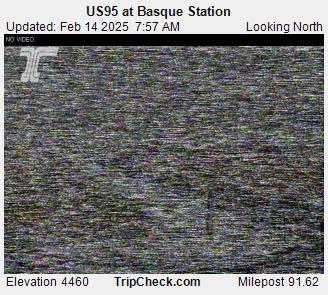 US95 at Basque Station
Updated: Feb 14 2025 7:57 AM Looking North
NO VIDEO
Elevation 4460 TripCheck.com Milepost 91.62